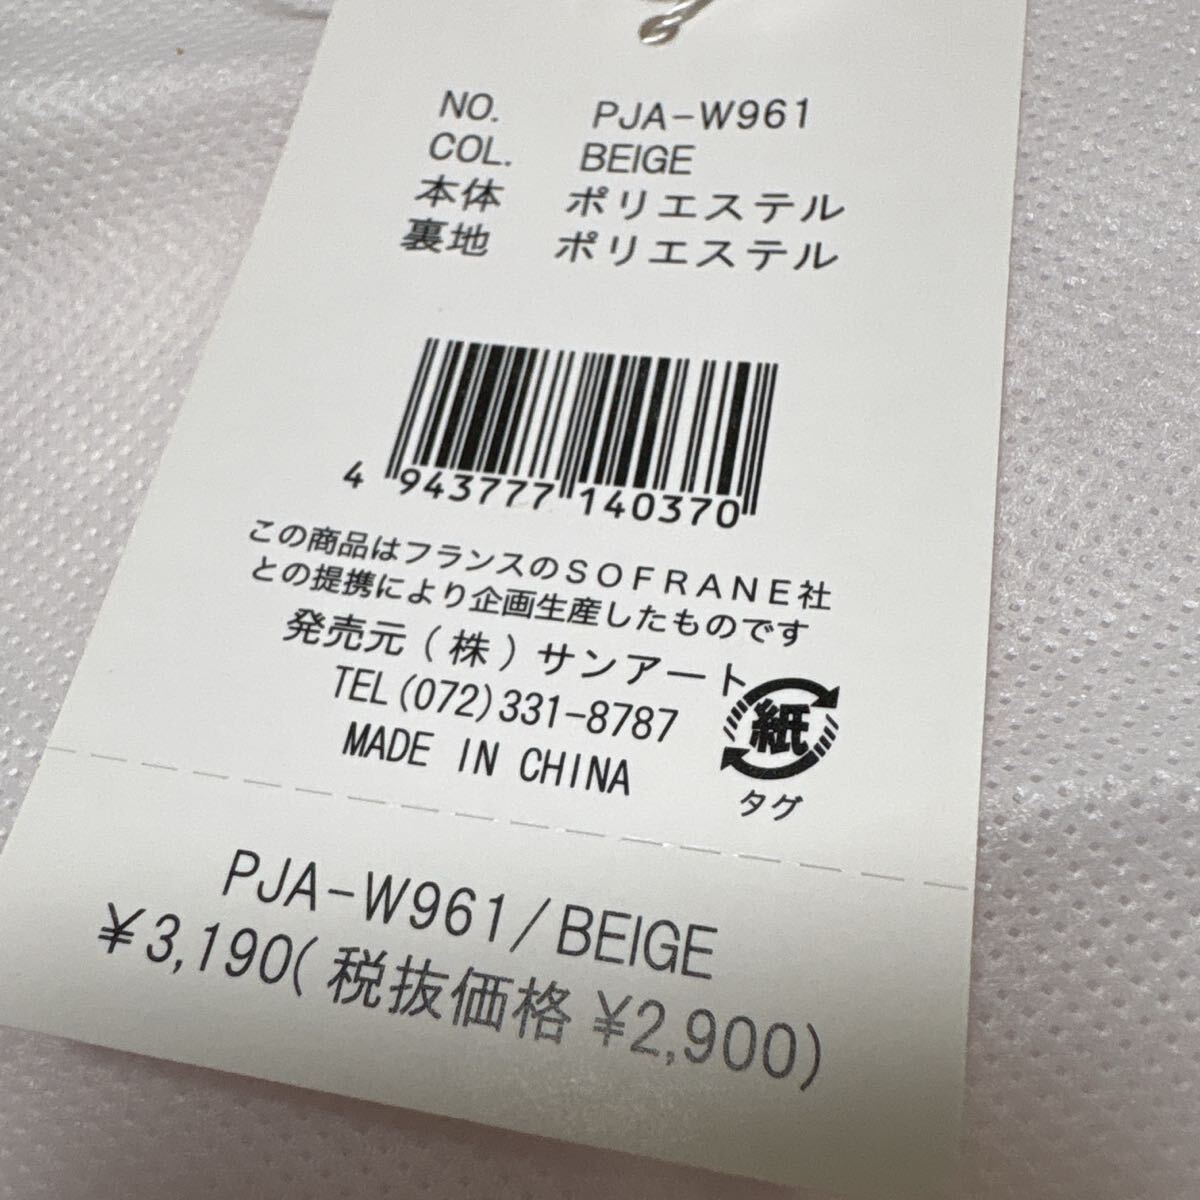 NO. PJA-W961
COL. BEIGE
本体 ポリエステル
裏地 ポリエステル
4 943777 140370
この商品はフランスのSOFRANE社
との提携により企画生産したものです
発売元(株)サンアート
TEL(072)331-8787
MADE IN CHINA
紙
タグ
PJA-W961/BEIGE
¥3,190(税抜価格 ¥2,900)